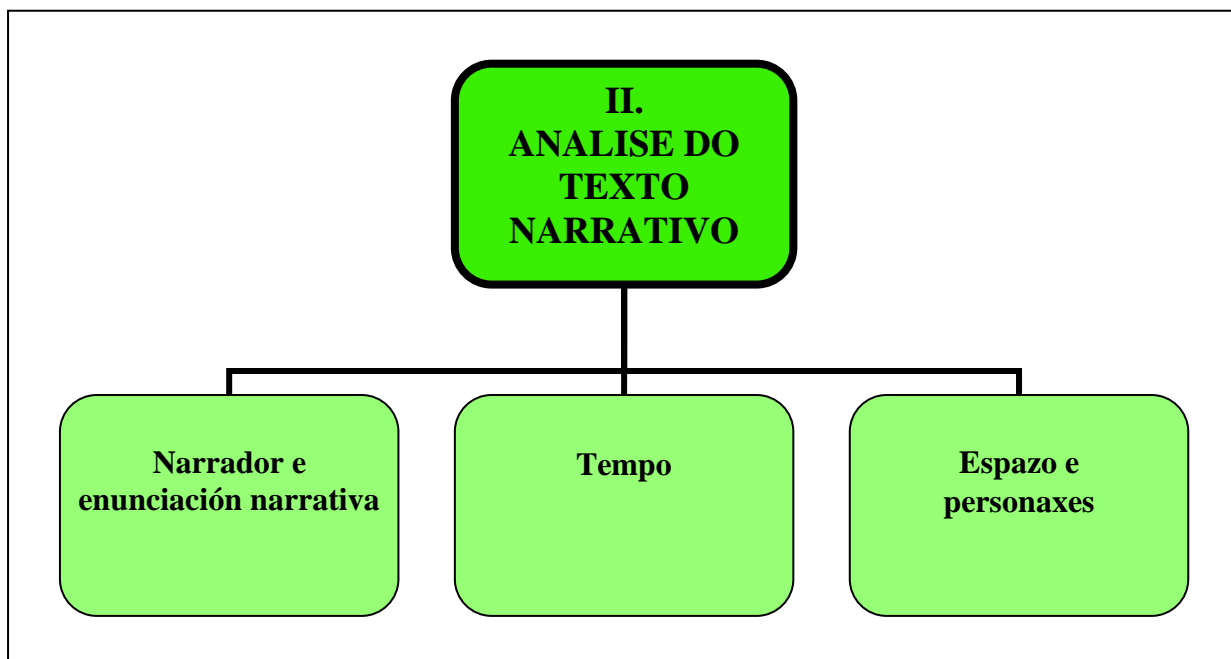 II.
ANALISE DO
TEXTO
NARRATIVO
Narrador e
enunciación narrativa
Tempo
Espazo e
personaxes